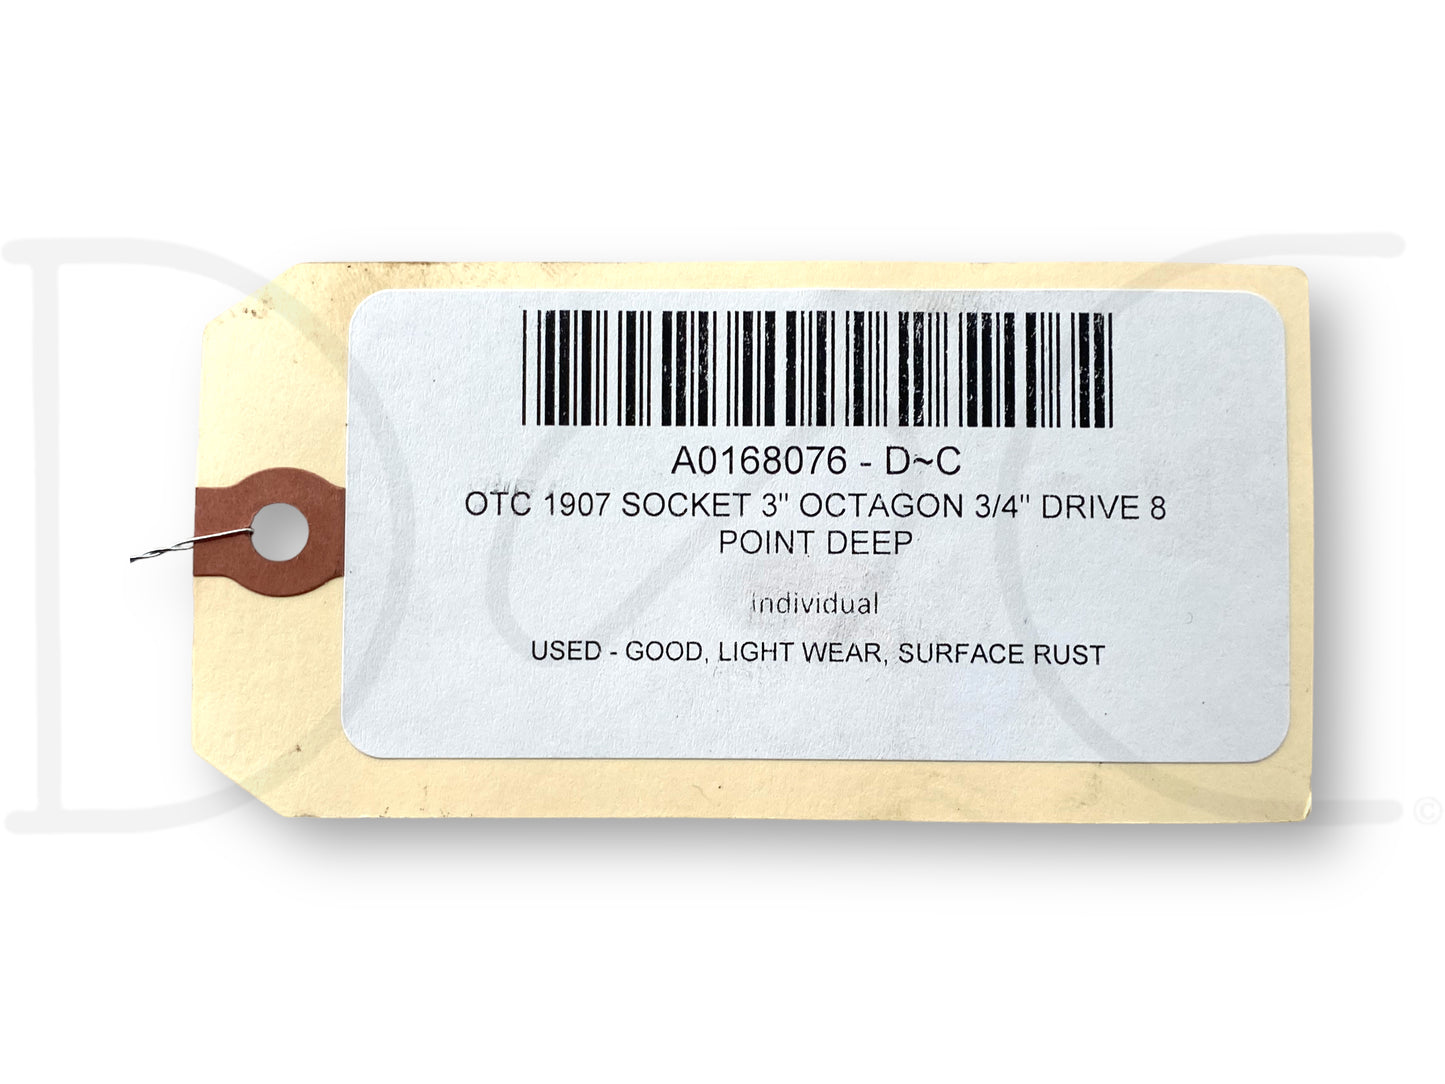 A0168076 - D~C
OTC 1907 SOCKET 3" OCTAGON 3/4" DRIVE 8
POINT DEEP
individual
USED - GOOD, LIGHT WEAR, SURFACE RUST
D C
©